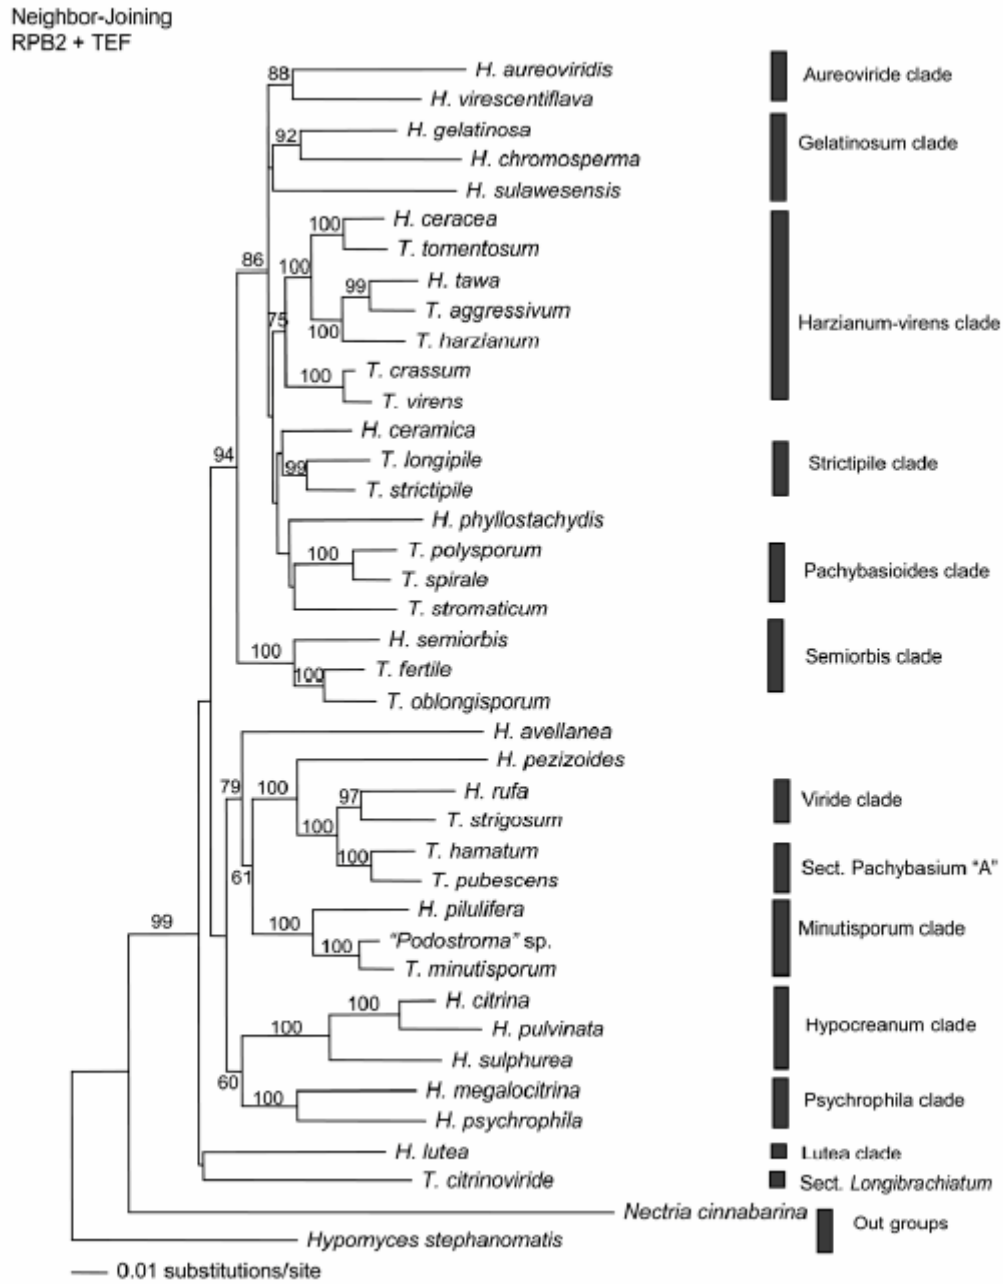 Neighbor-Joining
RPB2 + TEF
88
H. aureoviridis
H. virescentiflava
Aureoviride clade
92
H. gelatinosa
H. chromosperma
H. sulawesensis
Gelatinosum clade
86
100
H. ceracea
T. tomentosum
100
99
H. tawa
T. aggressivum
100
T. harzianum
75
100
T. crassum
T. virens
Harzianum-virens clade
94
H. ceramica
99
T. longipile
T. strictipile
Strictipile clade
H. phyllostachydis
100
T. polysporum
T. spirale
T. stromaticum
Pachybasioides clade
100
H. semiorbis
100
T. fertile
T. oblongisporum
Semiorbis clade
H. avellanea
79
100
H. pezizoides
97
H. rufa
T. strigosum
Viride clade
100
100
T. hamatum
T. pubescens
Sect. Pachybasium “A”
61
100
H. pilulifera
100
“Podostroma” sp.
T. minutisporum
Minutisporum clade
99
100
100
H. citrina
H. pulvinata
H. sulphurea
Hypocreanum clade
60
100
H. megalocitrina
H. psychrophila
Psychrophila clade
H. lutea
Lutea clade
T. citrinoviride
Sect. Longibrachiatum
Nectria cinnabarina
Hypomyces stephanomatis
Out groups
0.01 substitutions/site